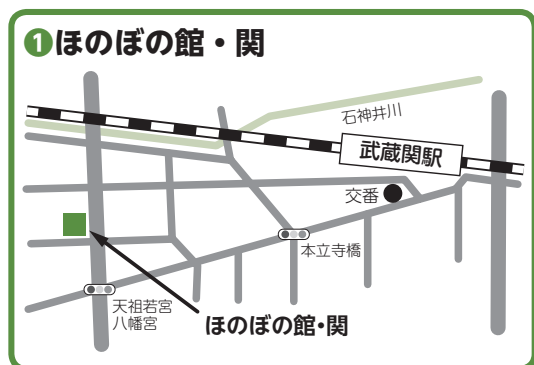 ❶ほのぼの館・関
石神井川
武蔵関駅
交番
本立寺橋
天祖若宮
八幡宮
ほのぼの館・関